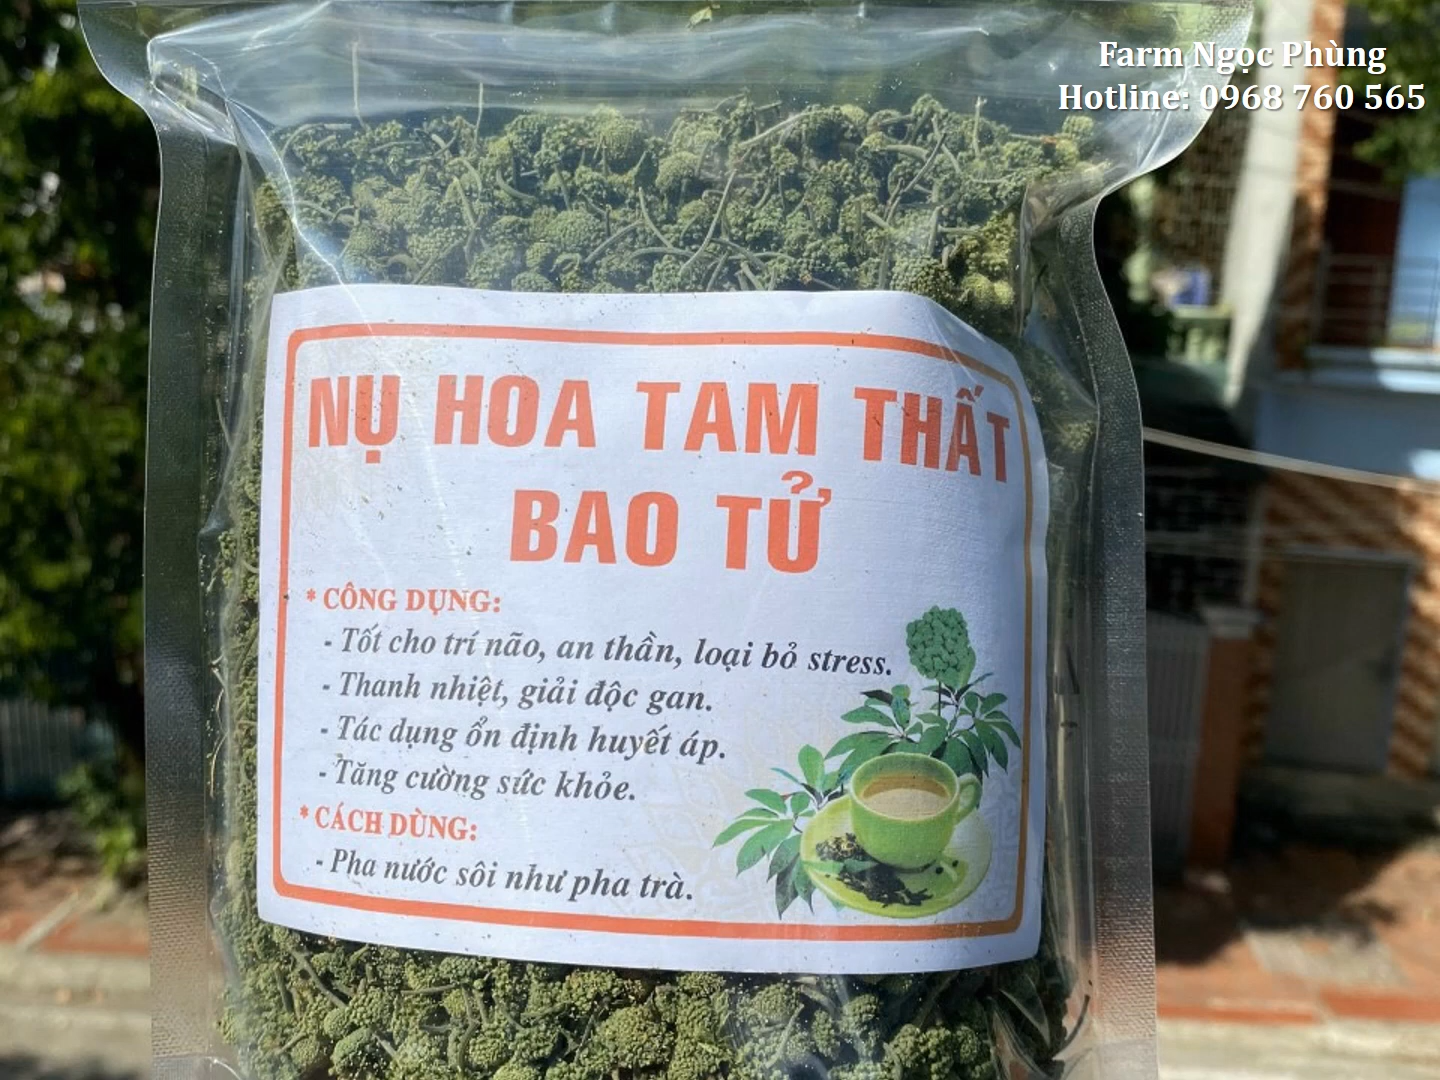 Farm Ngọc Phùng
Hotline: 0968 760 565
NỤ HOA TAM THẤT
BAO TỬ
* CÔNG DỤNG:
- Tốt cho trí não, an thần, loại bỏ stress.
- Thanh nhiệt, giải độc gan.
- Tác dụng ổn định huyết áp.
- Tăng cường sức khỏe.
* CÁCH DÙNG:
- Pha nước sôi như pha trà.